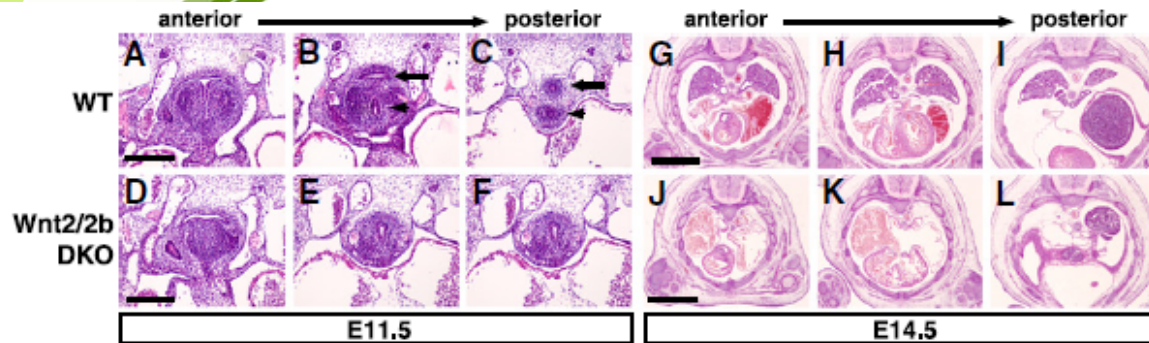 anterior posterior anterior posterior
A B C G H I
WT
D E F J K L
Wnt2/2b
DKO
E11.5 E14.5